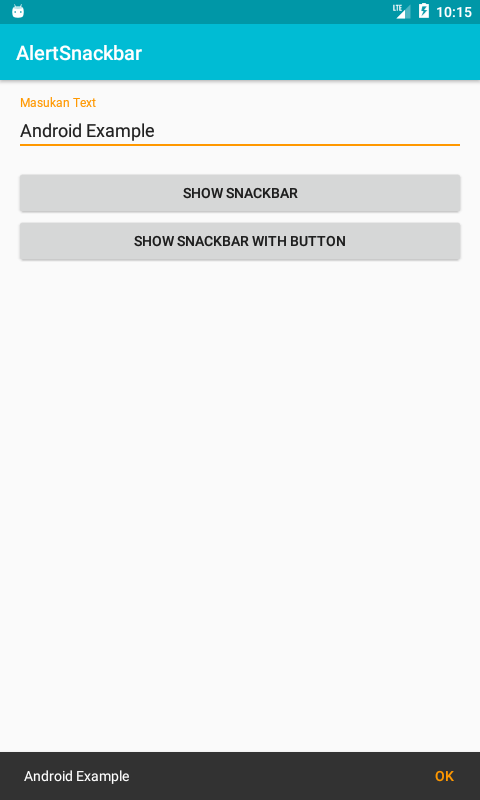 LTE 10:15
AlertSnackbar
Masukan Text
Android Example
SHOW SNACKBAR
SHOW SNACKBAR WITH BUTTON
Android Example OK